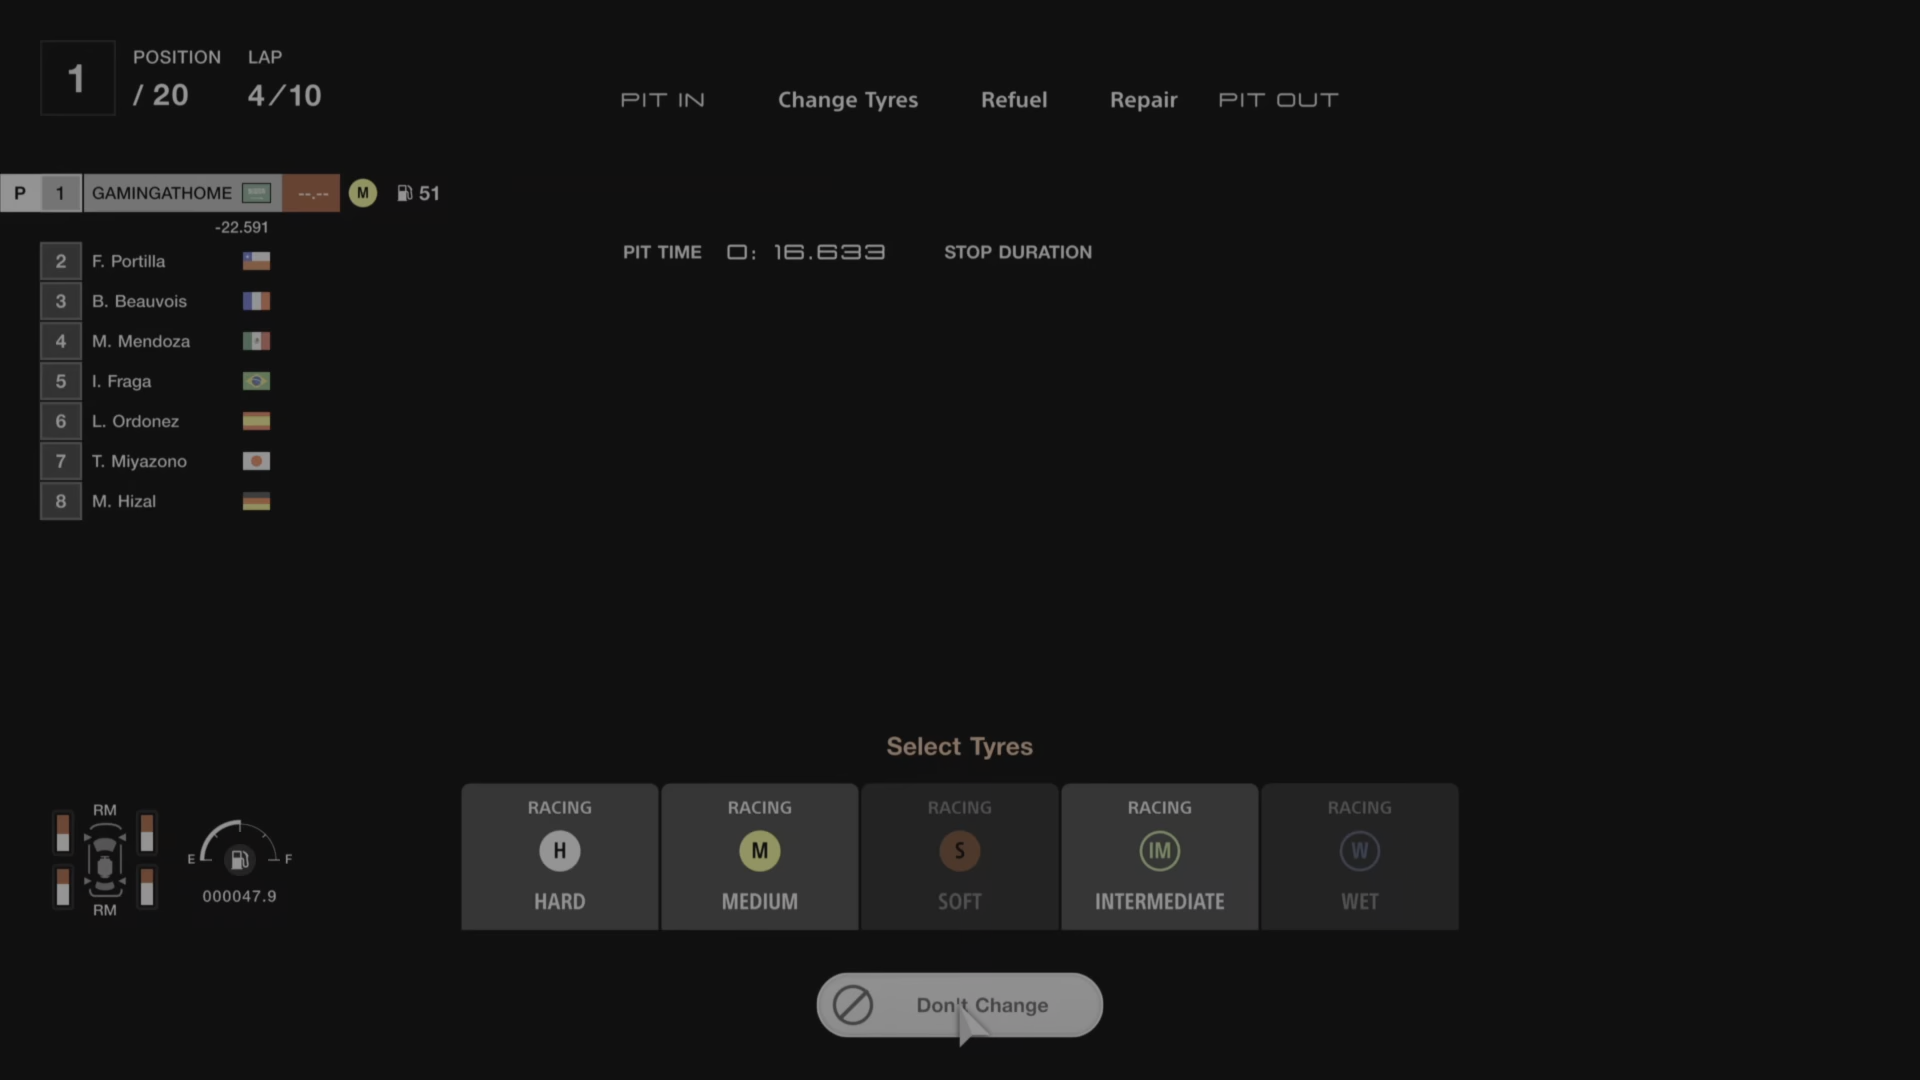 1
POSITION
/ 20
LAP
4/10
PIT IN
Change Tyres
Refuel
Repair
PIT OUT
P 1 GAMINGATHOME --.-- M 51
-22.591
2 F. Portilla
3 B. Beauvois
4 M. Mendoza
5 I. Fraga
6 L. Ordonez
7 T. Miyazono
8 M. Hizal
PIT TIME 0: 16.633
STOP DURATION
Select Tyres
RACING
H
HARD
RACING
M
MEDIUM
RACING
S
SOFT
RACING
IM
INTERMEDIATE
RACING
W
WET
Don't Change
RM
RM
E F
000047.9